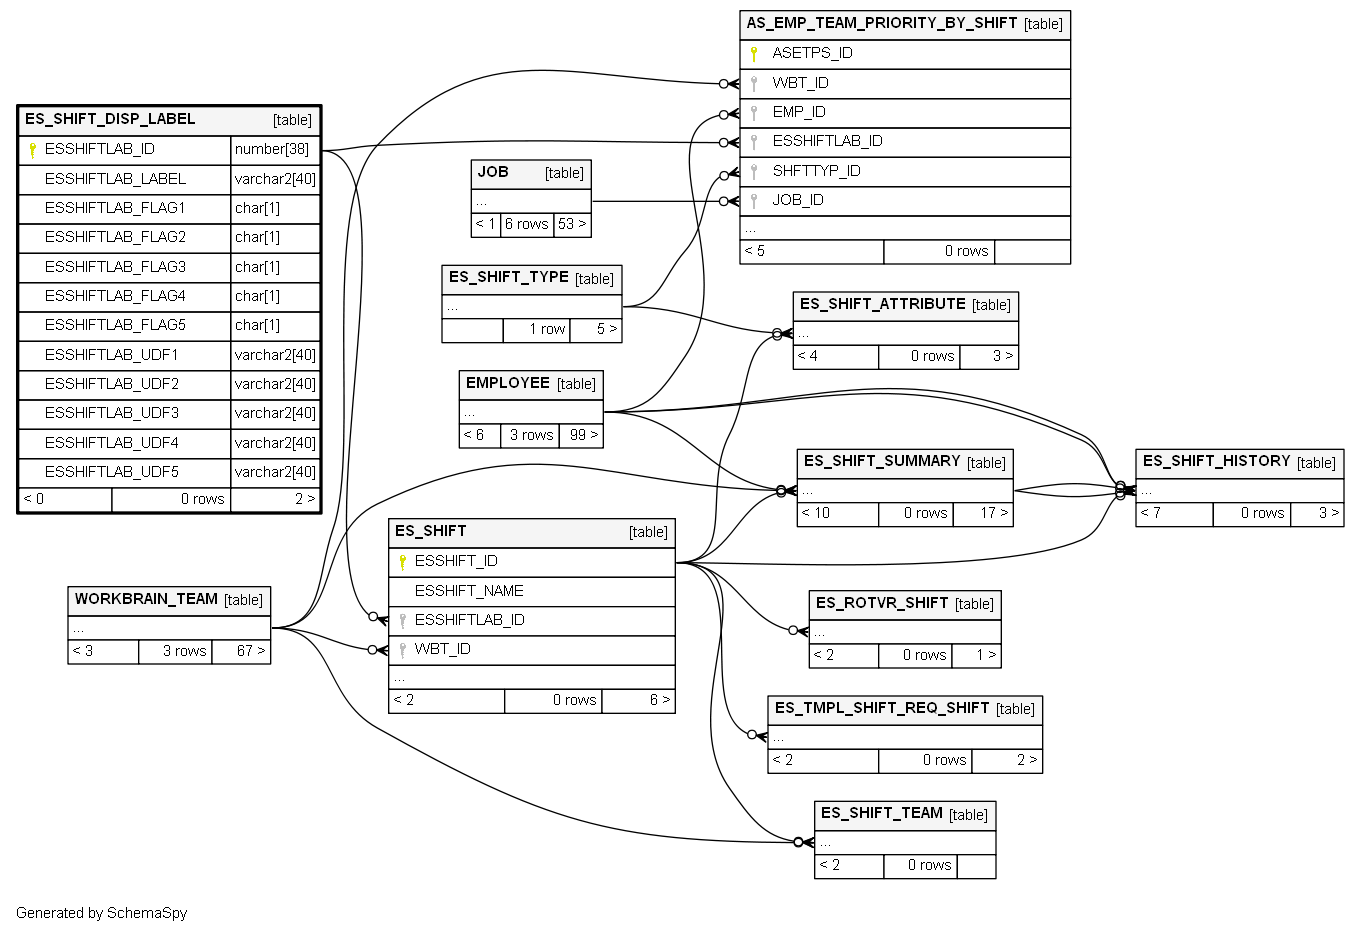 ES_SHIFT_DISP_LABEL [table]
ESSHIFTLAB_ID number[38]
ESSHIFTLAB_LABEL varchar2[40]
ESSHIFTLAB_FLAG1 char[1]
ESSHIFTLAB_FLAG2 char[1]
ESSHIFTLAB_FLAG3 char[1]
ESSHIFTLAB_FLAG4 char[1]
ESSHIFTLAB_FLAG5 char[1]
ESSHIFTLAB_UDF1 varchar2[40]
ESSHIFTLAB_UDF2 varchar2[40]
ESSHIFTLAB_UDF3 varchar2[40]
ESSHIFTLAB_UDF4 varchar2[40]
ESSHIFTLAB_UDF5 varchar2[40]
< 0 0 rows 2 >
WORKBRAIN_TEAM [table]
...
< 3 3 rows 67 >
JOB [table]
...
< 1 6 rows 53 >
ES_SHIFT_TYPE [table]
...
1 row 5 >
EMPLOYEE [table]
...
< 6 3 rows 99 >
ES_SHIFT [table]
ESSHIFT_ID
ESSHIFT_NAME
ESSHIFTLAB_ID
WBT_ID
...
< 2 0 rows 6 >
AS_EMP_TEAM_PRIORITY_BY_SHIFT [table]
ASETPS_ID
WBT_ID
EMP_ID
ESSHIFTLAB_ID
SHFTTYP_ID
JOB_ID
...
< 5 0 rows
ES_SHIFT_ATTRIBUTE [table]
...
< 4 0 rows 3 >
ES_SHIFT_SUMMARY [table]
...
< 10 0 rows 17 >
ES_SHIFT_HISTORY [table]
...
< 7 0 rows 3 >
ES_ROTVR_SHIFT [table]
...
< 2 0 rows 1 >
ES_TMPL_SHIFT_REQ_SHIFT [table]
...
< 2 0 rows 2 >
ES_SHIFT_TEAM [table]
...
< 2 0 rows
Generated by SchemaSpy